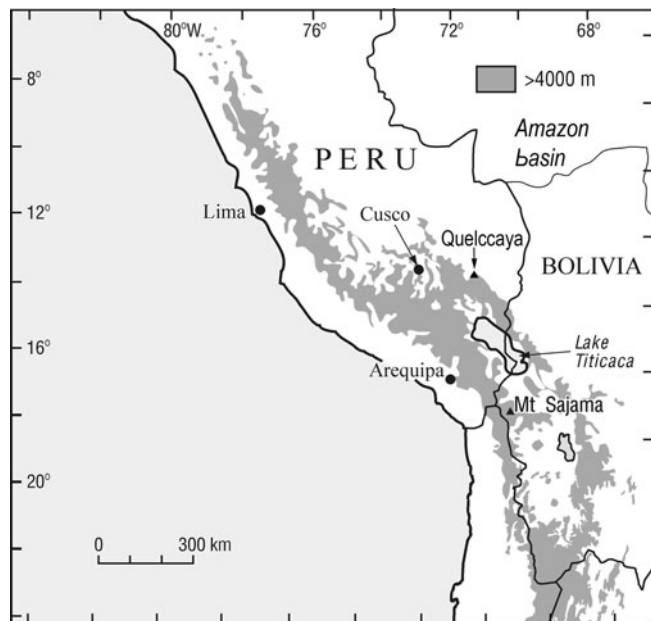 80°W 76° 72° 68°
8°
>4000 m
Amazon
basin
PERU
12°
Lima
Cusco
Quelccaya
BOLIVIA
16°
Lake
Titicaca
Arequipa
Mt Sajama
20°
0 300 km